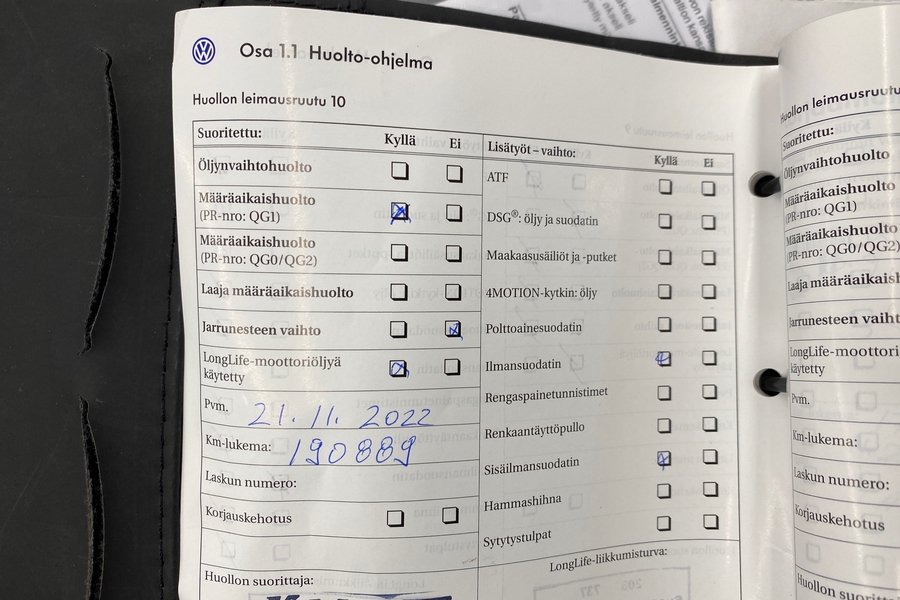 Osa 1.1 Huolto-ohjelma
Huollon leimausruutu 10
Suoritettu: Kyllä Ei
Öljynvaihtohuolto
Määräaikaishuolto
(PR-nro: QG1)
Määräaikaishuolto
(PR-nro: QG0/QG2)
Laaja määräaikaishuolto
Jarrunesteen vaihto
LongLife-moottoriöljyä
käytetty
Pvm. 21.11.2022
Km-lukema: 190889
Laskun numero:
Korjauskehotus
Huollon suorittaja:
Lisätyöt – vaihto: Kyllä Ei
ATF
DSG®: öljy ja suodatin
Maakaasusäiliöt ja -putket
4MOTION-kytkin: öljy
Polttoainesuodatin
Ilmansuodatin
Rengaspainetunnistimet
Renkaantäyttöpullo
Sisäilmansuodatin
Hammashihna
Sytytystulpat
LongLife-liikkumisturva:
Huollon leimausruutu
Suoritettu:
Öljynvaihtohuolto
Määräaikaishuolto
(PR-nro: QG1)
Määräaikaishuolto
(PR-nro: QG0/QG2)
Laaja määräaikaish
Jarrunesteen vaiht
LongLife-moottori
käytetty
Pvm.
Km-lukema:
Laskun numero:
Korjauskehotus
Huollon suorittaja